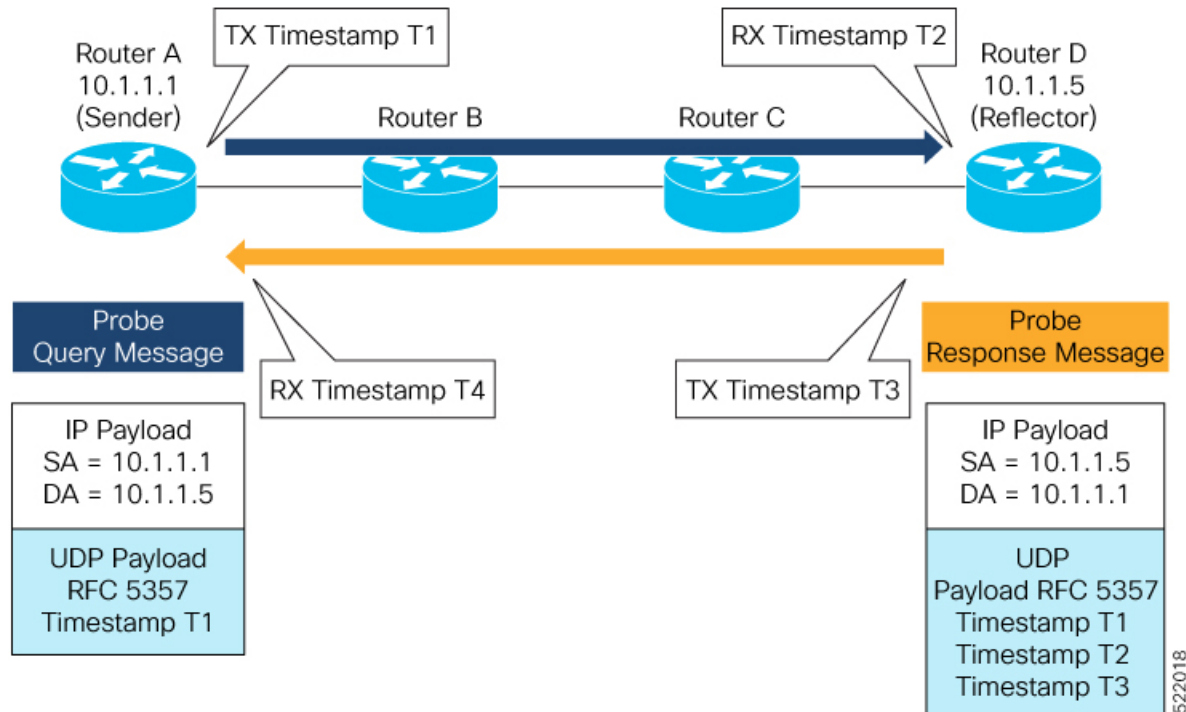 TX Timestamp T1
RX Timestamp T2
Router A
10.1.1.1
(Sender)
Router B
Router C
Router D
10.1.1.5
(Reflector)
Probe
Query Message
RX Timestamp T4
TX Timestamp T3
Probe
Response Message
IP Payload
SA = 10.1.1.1
DA = 10.1.1.5
UDP Payload
RFC 5357
Timestamp T1
IP Payload
SA = 10.1.1.5
DA = 10.1.1.1
UDP
Payload RFC 5357
Timestamp T1
Timestamp T2
Timestamp T3
522018